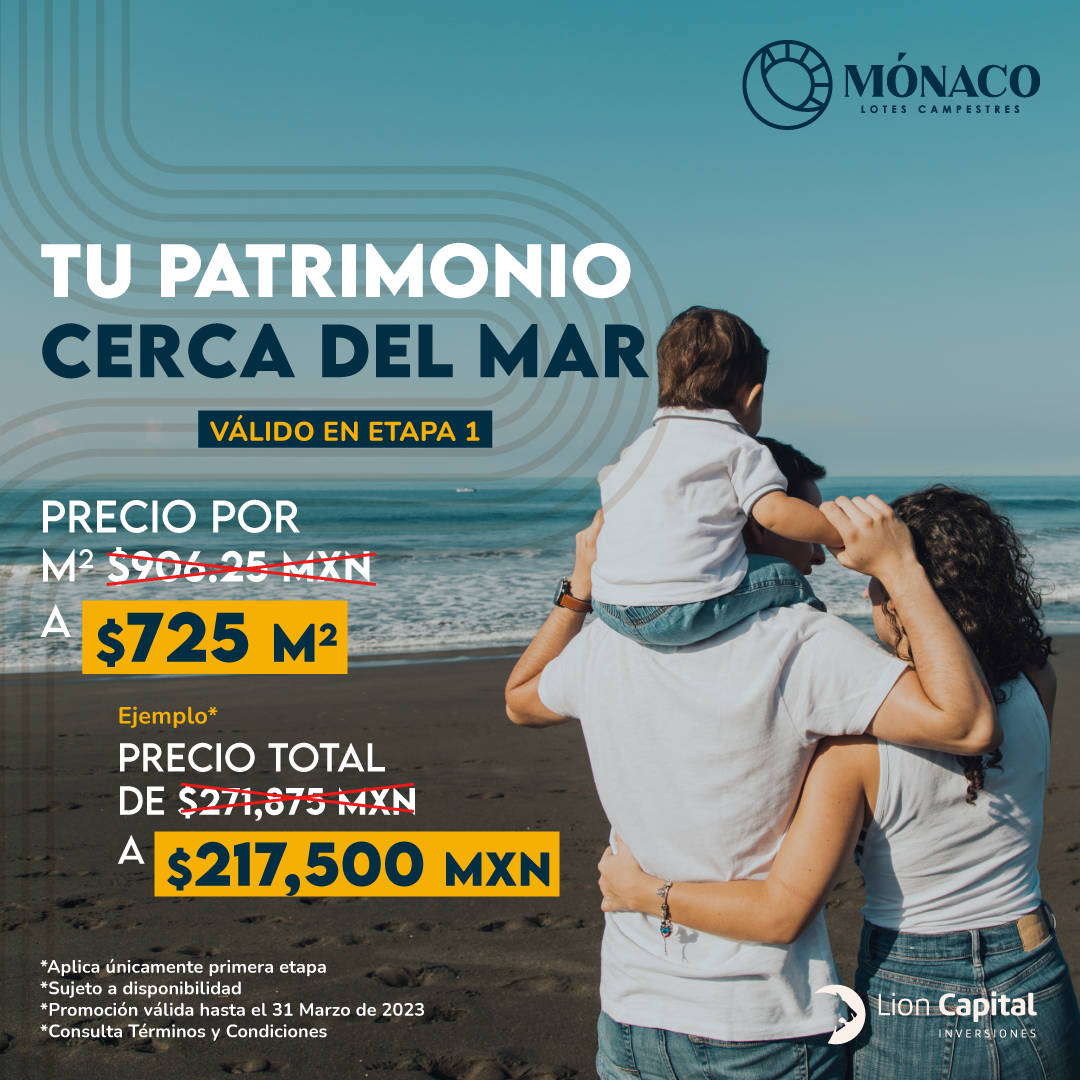 MÓNACO
LOTES CAMPESTRES
TU PATRIMONIO
CERCA DEL MAR
VÁLIDO EN ETAPA 1
PRECIO POR
M² $906.25 MXN
A $725 M²
Ejemplo*
PRECIO TOTAL
DE $271,875 MXN
A $217,500 MXN
*Aplica únicamente primera etapa
*Sujeto a disponibilidad
*Promoción válida hasta el 31 Marzo de 2023
*Consulta Términos y Condiciones
Lion Capital
INVERSIONES